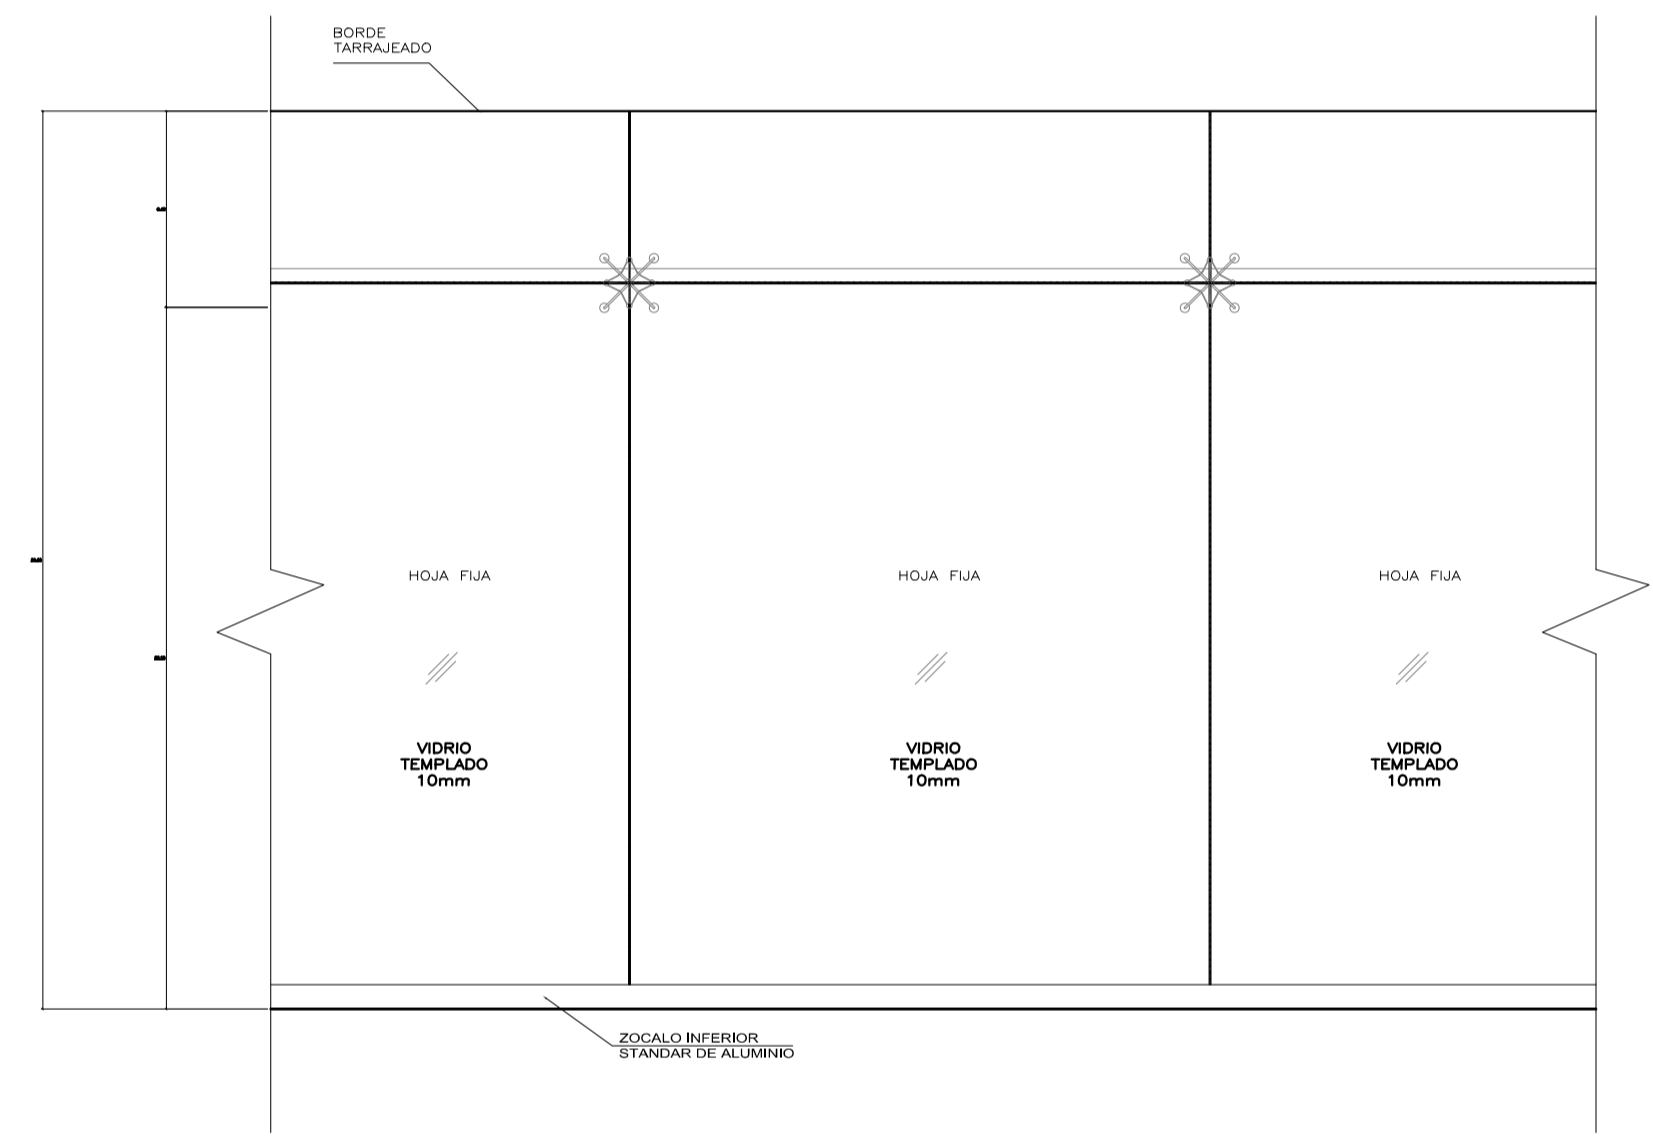 BORDE
TARRAJEADO
HOJA FIJA
HOJA FIJA
HOJA FIJA
VIDRIO
TEMPLADO
10mm
VIDRIO
TEMPLADO
10mm
VIDRIO
TEMPLADO
10mm
ZOCALO INFERIOR
STANDAR DE ALUMINIO